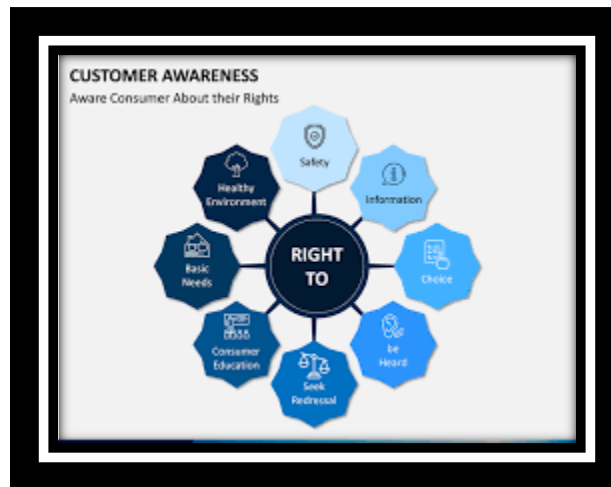 CUSTOMER AWARENESS
Aware Consumer About their Rights
Safety
Information
Choice
be
Heard
Seek
Redressal
Consumer
Education
Basic
Needs
Healthy
Environment
RIGHT
TO